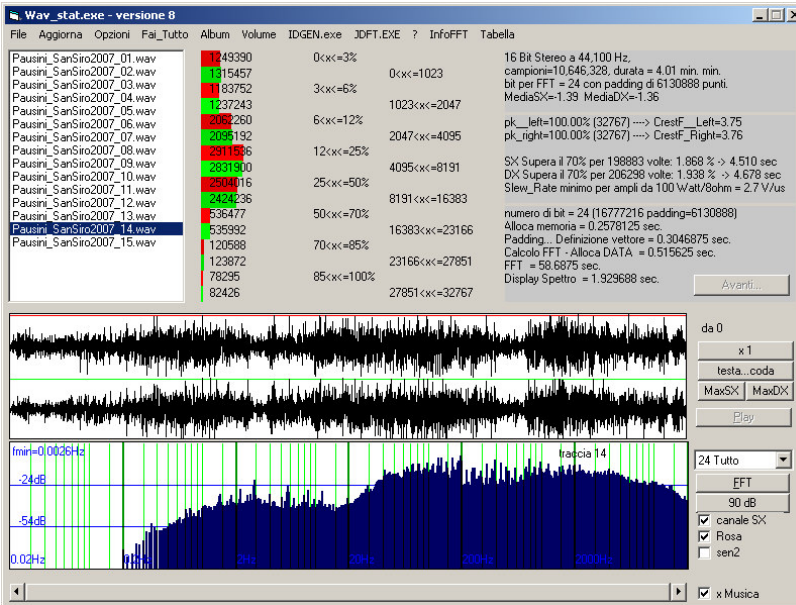 Wav_stat.exe - versione 8
File Aggiorna Opzioni Fai_Tutto Album Volume IDGEN.exe JDFT.EXE ? InfoFFT Tabella
Pausini_SanSiro2007_01.wav
Pausini_SanSiro2007_02.wav
Pausini_SanSiro2007_03.wav
Pausini_SanSiro2007_04.wav
Pausini_SanSiro2007_05.wav
Pausini_SanSiro2007_06.wav
Pausini_SanSiro2007_07.wav
Pausini_SanSiro2007_08.wav
Pausini_SanSiro2007_09.wav
Pausini_SanSiro2007_10.wav
Pausini_SanSiro2007_11.wav
Pausini_SanSiro2007_12.wav
Pausini_SanSiro2007_13.wav
Pausini_SanSiro2007_14.wav
Pausini_SanSiro2007_15.wav
1249390 0<x<=3%
1315457 0<x<=1023
1183752 3<x<=6%
1237243 1023<x<=2047
2062260 6<x<=12%
2095192 2047<x<=4095
2911536 12<x<=25%
2831900 4095<x<=8191
2504016 25<x<=50%
2424236 8191<x<=16383
536477 50<x<=70%
535992 16383<x<=23166
120588 70<x<=85%
123872 23166<x<=27851
78295 85<x<=100%
82426 27851<x<=32767
16 Bit Stereo a 44,100 Hz,
campioni=10,646,328, durata = 4.01 min. min.
bit per FFT = 24 con padding di 6130888 punti.
MediaSX=-1.39 MediaDX=-1.36
pk__left=100.00% (32767) ----> CrestF__Left=3.75
pk_right=100.00% (32767) ----> CrestF_Right=3.76
SX Supera il 70% per 198883 volte: 1.868 % -> 4.510 sec
DX Supera il 70% per 206298 volte: 1.938 % -> 4.678 sec
Slew_Rate minimo per ampli da 100 Watt/8ohm = 2.7 V/us
numero di bit = 24 (16777216 padding=6130888)
Alloca memoria = 0.2578125 sec.
Padding... Definizione vettore = 0.3046875 sec.
Calcolo FFT - Alloca DATA = 0.515625 sec.
FFT = 58.6875 sec.
Display Spettro = 1.929688 sec.
Avanti...
da 0
x 1
testa...coda
MaxSX MaxDX
Play
fmin=0.0026Hz
traccia 14
-24dB
-54dB
0.02Hz 0.2Hz 2Hz 20Hz 200Hz 2000Hz
24 Tutto
FFT
90 dB
canale SX
Rosa
sen2
x Musica